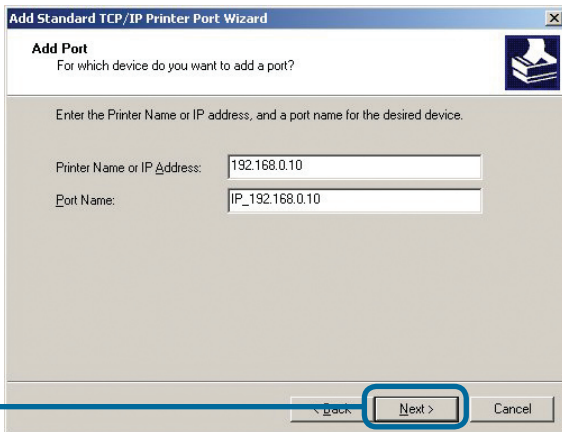 Add Standard TCP/IP Printer Port Wizard
Add Port
For which device do you want to add a port?
Enter the Printer Name or IP address, and a port name for the desired device.
Printer Name or IP Address: 192.168.0.10
Port Name: IP_192.168.0.10
< Back Next > Cancel